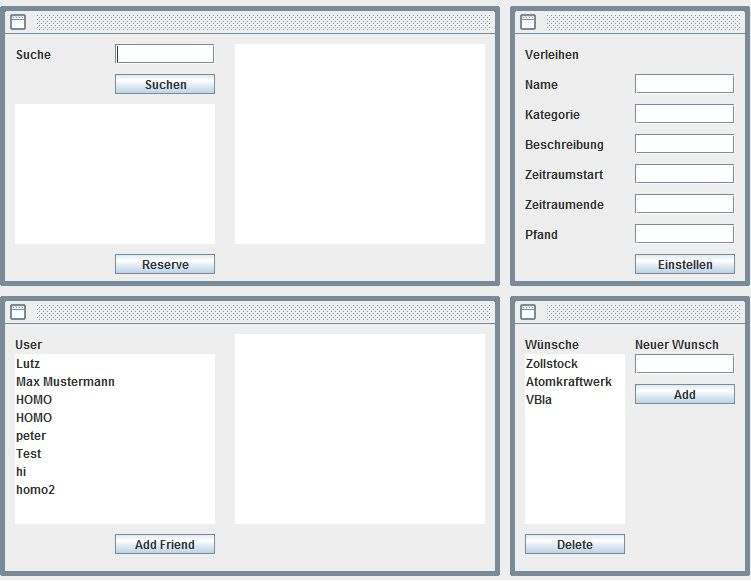 Suche
Suchen
Reserve
Verleihen
Name
Kategorie
Beschreibung
Zeitraumstart
Zeitraumende
Pfand
Einstellen
User
Lutz
Max Mustermann
HOMO
HOMO
peter
Test
hi
homo2
Add Friend
Wünsche
Zollstock
Atomkraftwerk
VBla
Delete
Neuer Wunsch
Add